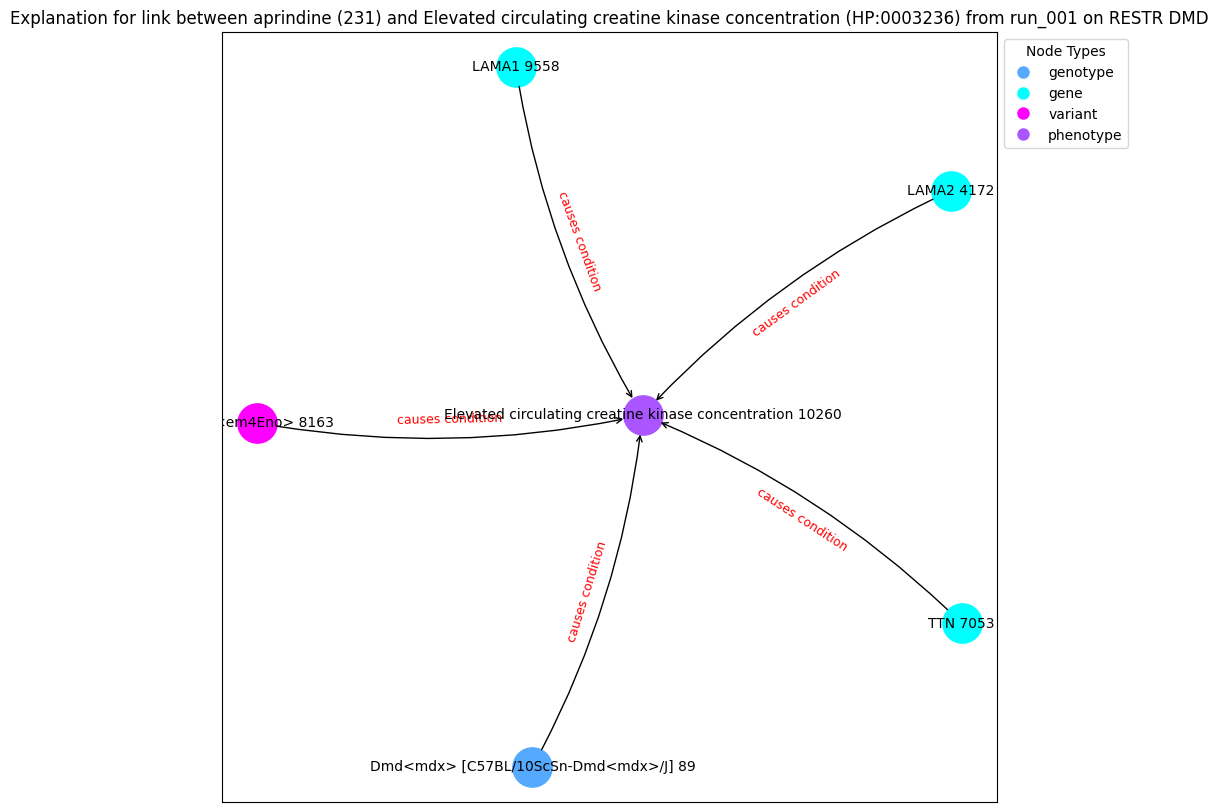 Explanation for link between aprindine (231) and Elevated circulating creatine kinase concentration (HP:0003236) from run_001 on RESTR DMD
Node Types
genotype
gene
variant
phenotype
LAMA1 9558
LAMA2 4172
causes condition
causes condition
<em4Eno> 8163
causes condition
Elevated circulating creatine kinase concentration 10260
causes condition
causes condition
TTN 7053
Dmd<mdx> [C57BL/10ScSn-Dmd<mdx>/J] 89